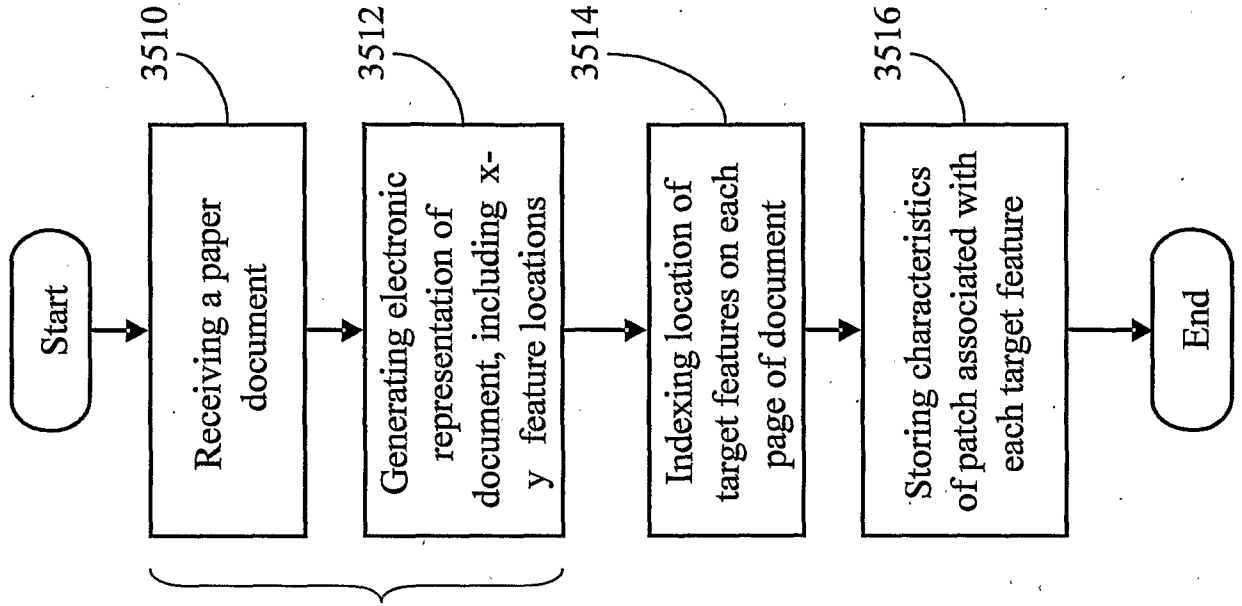 Start
3510
Receiving a paper
document
3512
Generating electronic
representation of
document, including x-
y feature locations
3514
Indexing location of
target features on each
page of document
3516
Storing characteristics
of patch associated with
each target feature
End